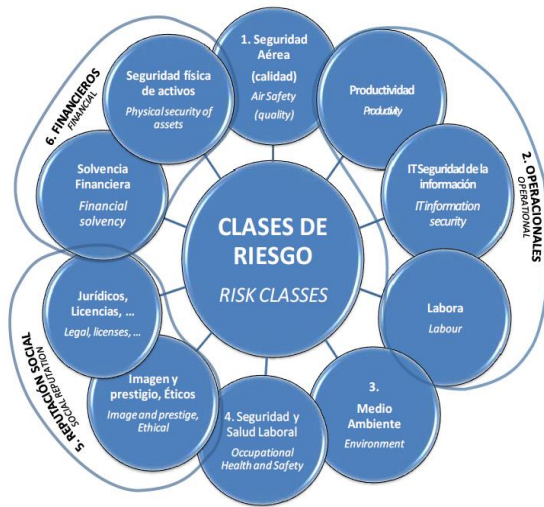 CLASES DE
RIESGO
RISK CLASSES
1. Seguridad
Aérea
(calidad)
Air Safety
(quality)
Productividad
Productivity
IT Seguridad de la
información
IT information
security
Labora
Labour
2. OPERACIONALES
OPERATIONAL
3.
Medio
Ambiente
Environment
4. Seguridad y
Salud Laboral
Occupational
Health and Safety
Imagen y
prestigio, Éticos
Image and prestige,
Ethical
Jurídicos,
Licencias, ...
Legal, licenses, ...
5. REPUTACIÓN SOCIAL
SOCIAL REPUTATION
Solvencia
Financiera
Financial
solvency
Seguridad física
de activos
Physical security of
assets
6. FINANCIEROS
FINANCIAL